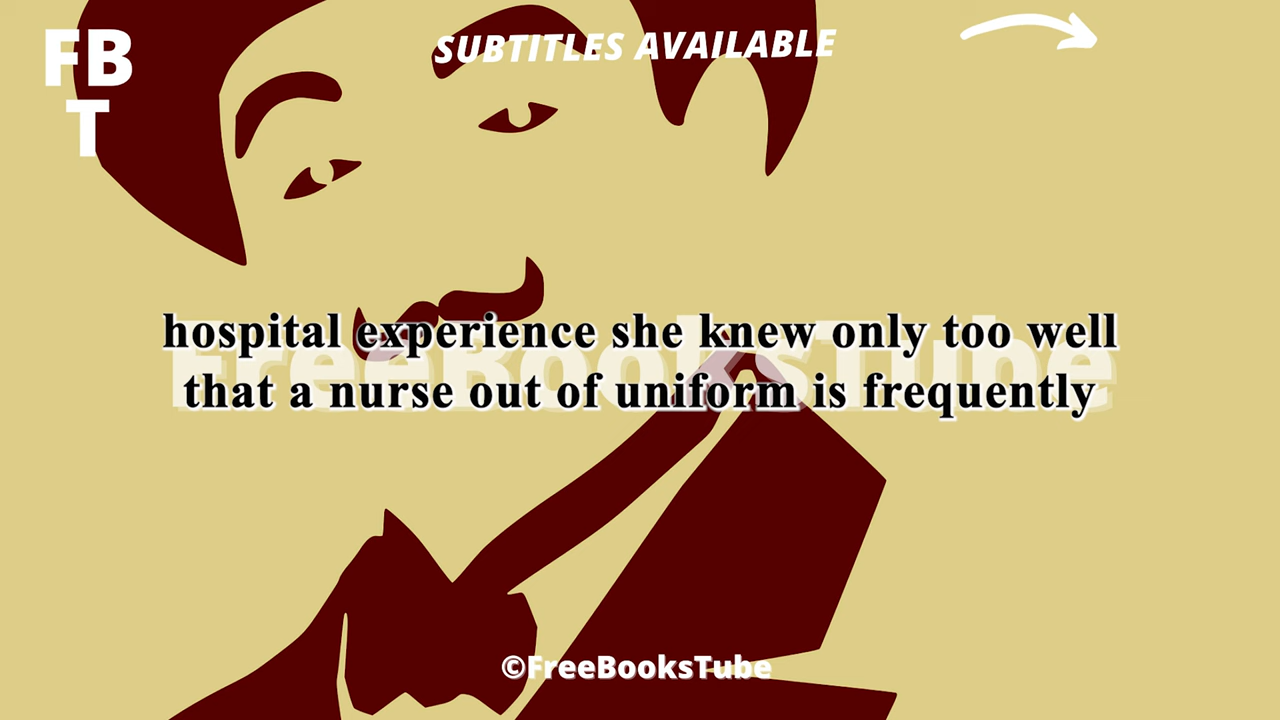 FB
T
SUBTITLES AVAILABLE
FreeBooksTube
hospital experience she knew only too well
that a nurse out of uniform is frequently
©FreeBooksTube